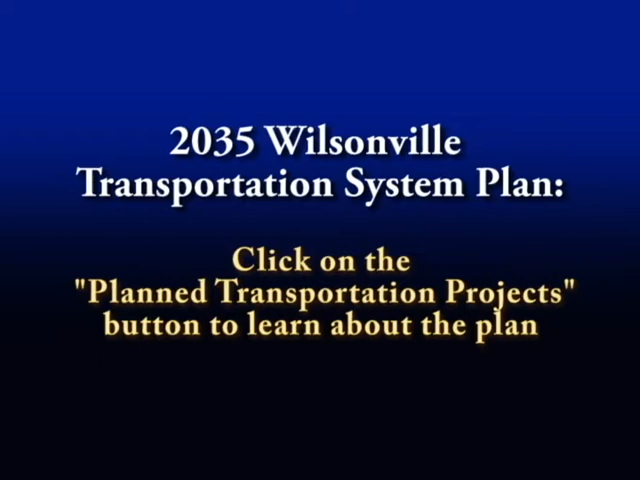 2035 Wilsonville
Transportation System Plan:
Click on the
"Planned Transportation Projects"
button to learn about the plan